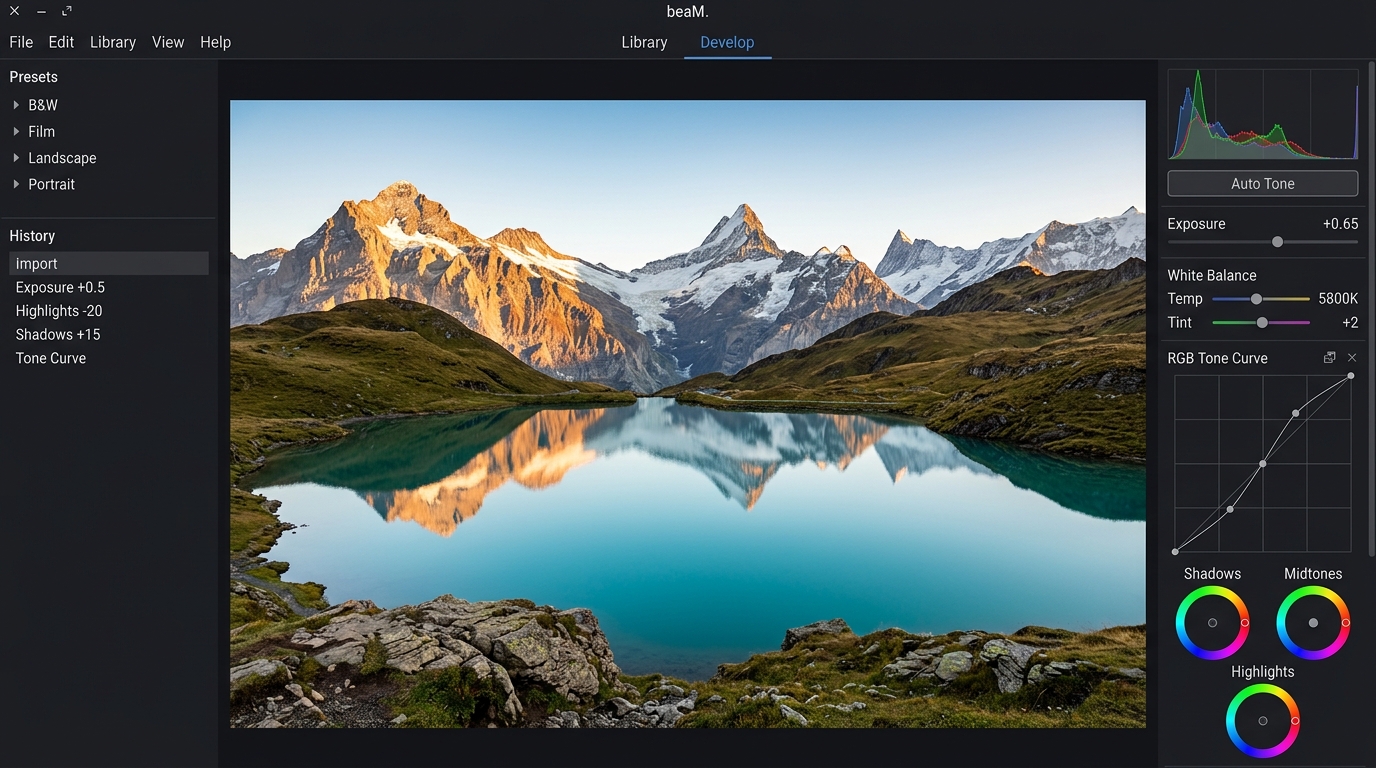 beaM.
File Edit Library View Help
Library Develop
Presets
B&W
Film
Landscape
Portrait
History
import
Exposure +0.5
Highlights -20
Shadows +15
Tone Curve
Auto Tone
Exposure +0.65
White Balance
Temp 5800K
Tint +2
RGB Tone Curve
Shadows Midtones
Highlights